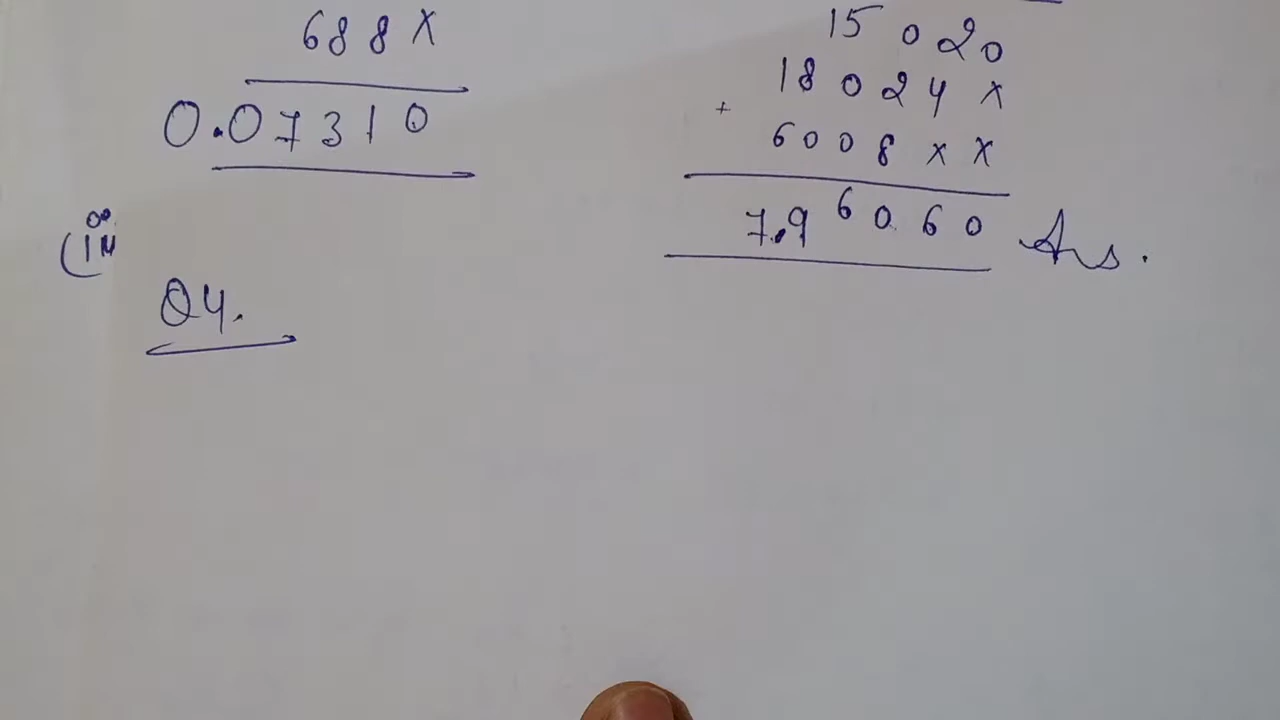 688x
0.07310
15020
18024x
+ 6008xx
7.96060 Ans.
Q4.